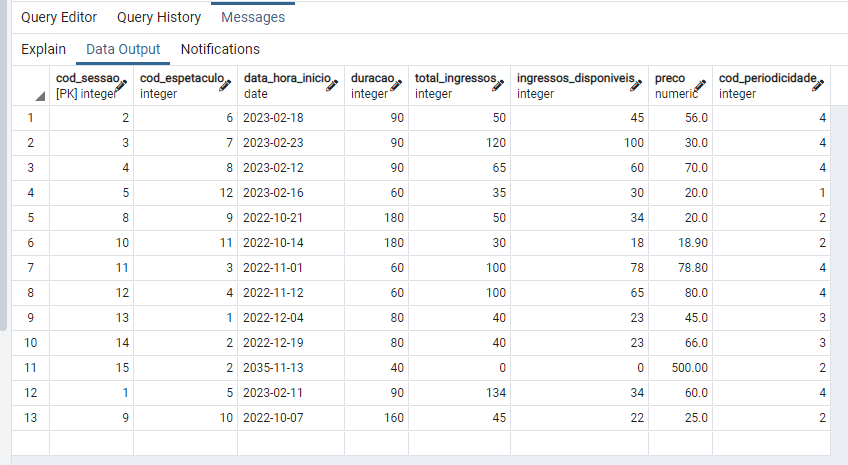 Query Editor Query History Messages
Explain Data Output Notifications
cod_sessao cod_espetaculo data_hora_inicio duracao total_ingressos ingressos_disponiveis preco cod_periodicidade
[PK] integer integer date integer integer integer numeric integer
1 2 6 2023-02-18 90 50 45 56.0 4
2 3 7 2023-02-23 90 120 100 30.0 4
3 4 8 2023-02-12 90 65 60 70.0 4
4 5 12 2023-02-16 60 35 30 20.0 1
5 8 9 2022-10-21 180 50 34 20.0 2
6 10 11 2022-10-14 180 30 18 18.90 2
7 11 3 2022-11-01 60 100 78 78.80 4
8 12 4 2022-11-12 60 100 65 80.0 4
9 13 1 2022-12-04 80 40 23 45.0 3
10 14 2 2022-12-19 80 40 23 66.0 3
11 15 2 2035-11-13 40 0 0 500.00 2
12 1 5 2023-02-11 90 134 34 60.0 4
13 9 10 2022-10-07 160 45 22 25.0 2